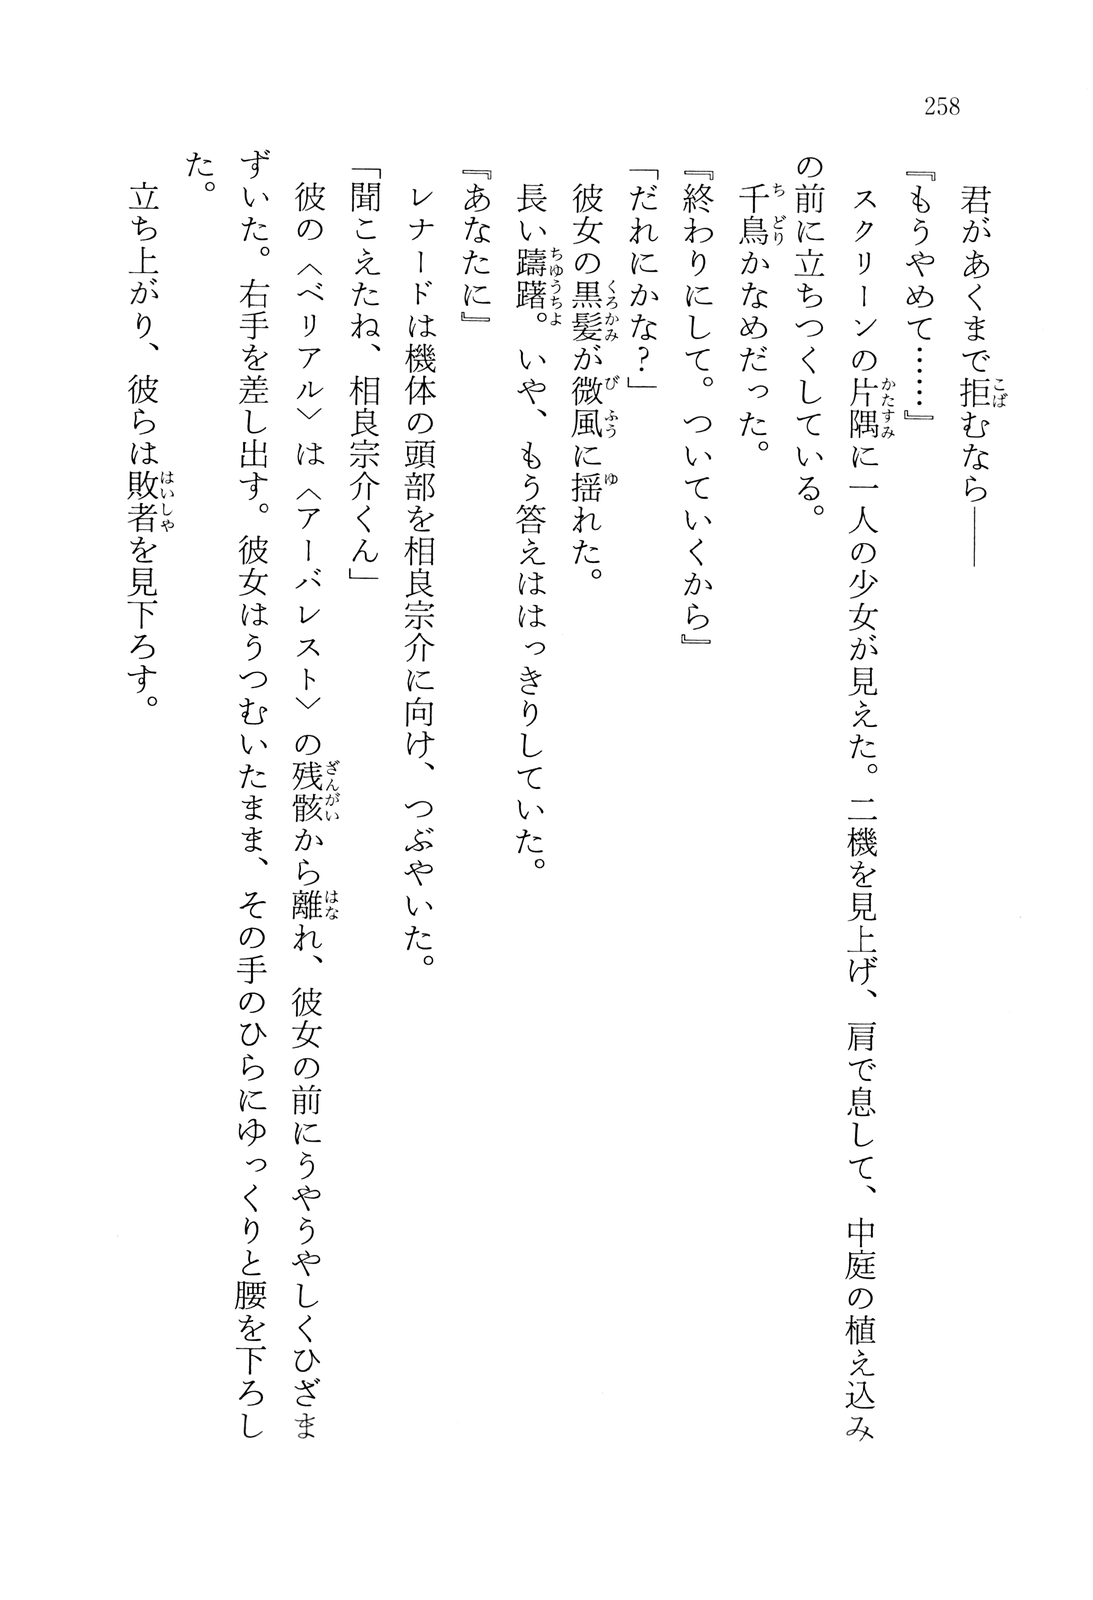 258
君があくまで拒むなら――
『もうやめて……』
スクリーンの片隅に一人の少女が見えた。二機を見上げ、肩で息して、中庭の植え込み
の前に立ちつくしている。
千鳥かなめだった。
『終わりにして。ついていくから』
「だれにかな？」
彼女の黒髪が微風に揺れた。
長い躊躇。いや、もう答えははっきりしていた。
『あなたに』
レナードは機体の頭部を相良宗介に向け、つぶやいた。
「聞こえたね、相良宗介くん」
彼の〈ベリアル〉は〈アーバレスト〉の残骸から離れ、彼女の前にうやうやしくひざま
ずいた。右手を差し出す。彼女はうつむいたまま、その手のひらにゆっくりと腰を下ろし
た。
立ち上がり、彼らは敗者を見下ろす。